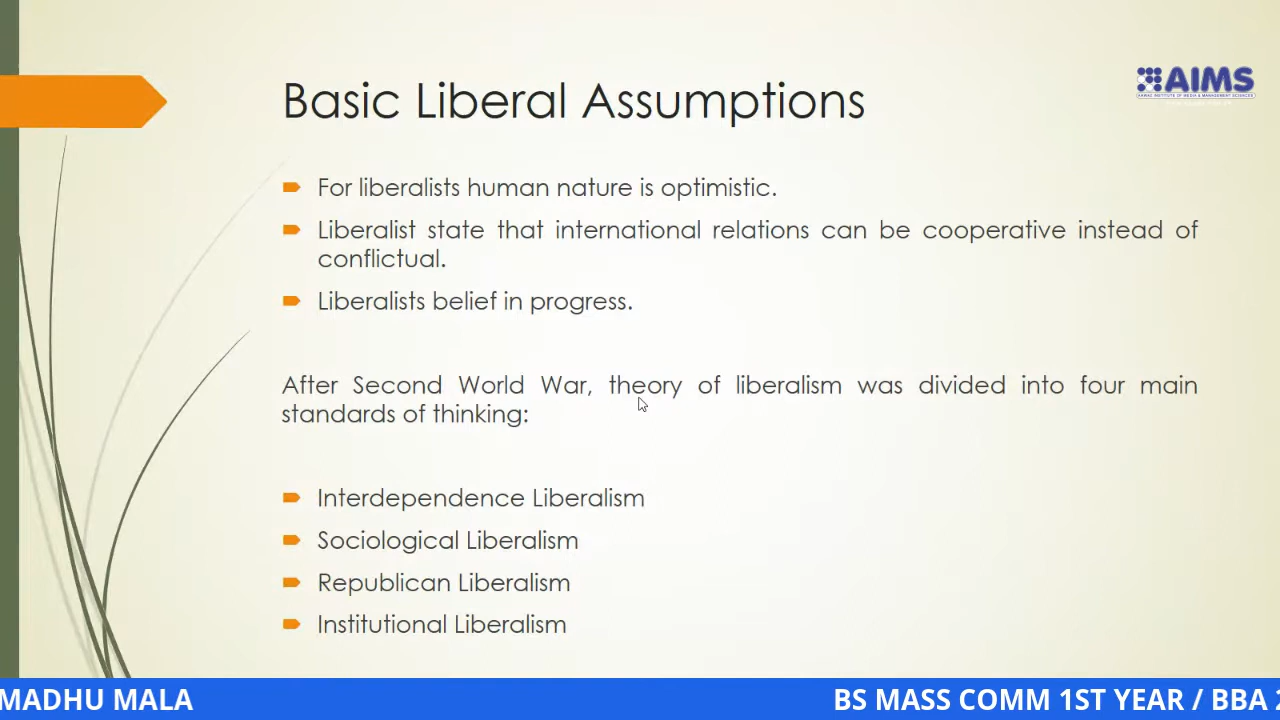 Basic Liberal Assumptions
AIMS
For liberalists human nature is optimistic.
Liberalist state that international relations can be cooperative instead of
conflictual.
Liberalists belief in progress.
After Second World War, theory of liberalism was divided into four main
standards of thinking:
Interdependence Liberalism
Sociological Liberalism
Republican Liberalism
Institutional Liberalism
MADHU MALA
BS MASS COMM 1ST YEAR / BBA 2